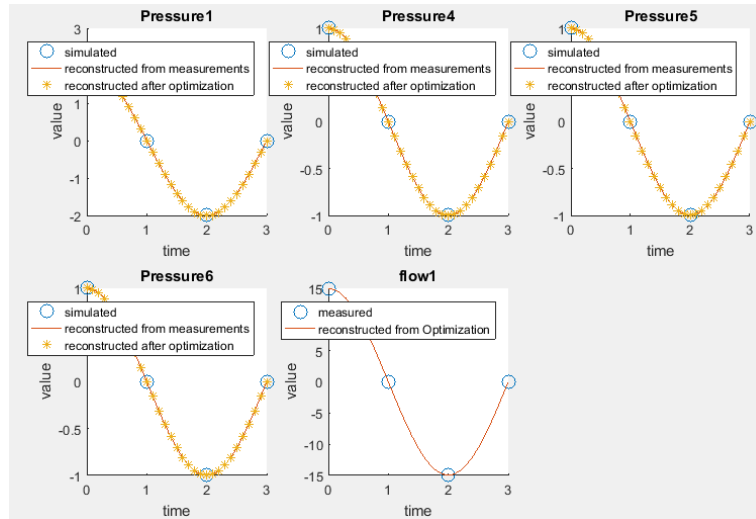 Pressure1
Pressure4
Pressure5
3
1
1
simulated
simulated
simulated
reconstructed from measurements
reconstructed from measurements
reconstructed from measurements
reconstructed after optimization
reconstructed after optimization
reconstructed after optimization
1
value
value
value
0
0
0
-1
-0.5
-0.5
-2
-1
-1
0 1 2 3
0 1 2 3
0 1 2 3
time
time
time
Pressure6
flow1
1
15
simulated
measured
reconstructed from measurements
reconstructed from Optimization
reconstructed after optimization
5
value
value
0
0
-5
-0.5
-10
-1
-15
0 1 2 3
0 1 2 3
time
time